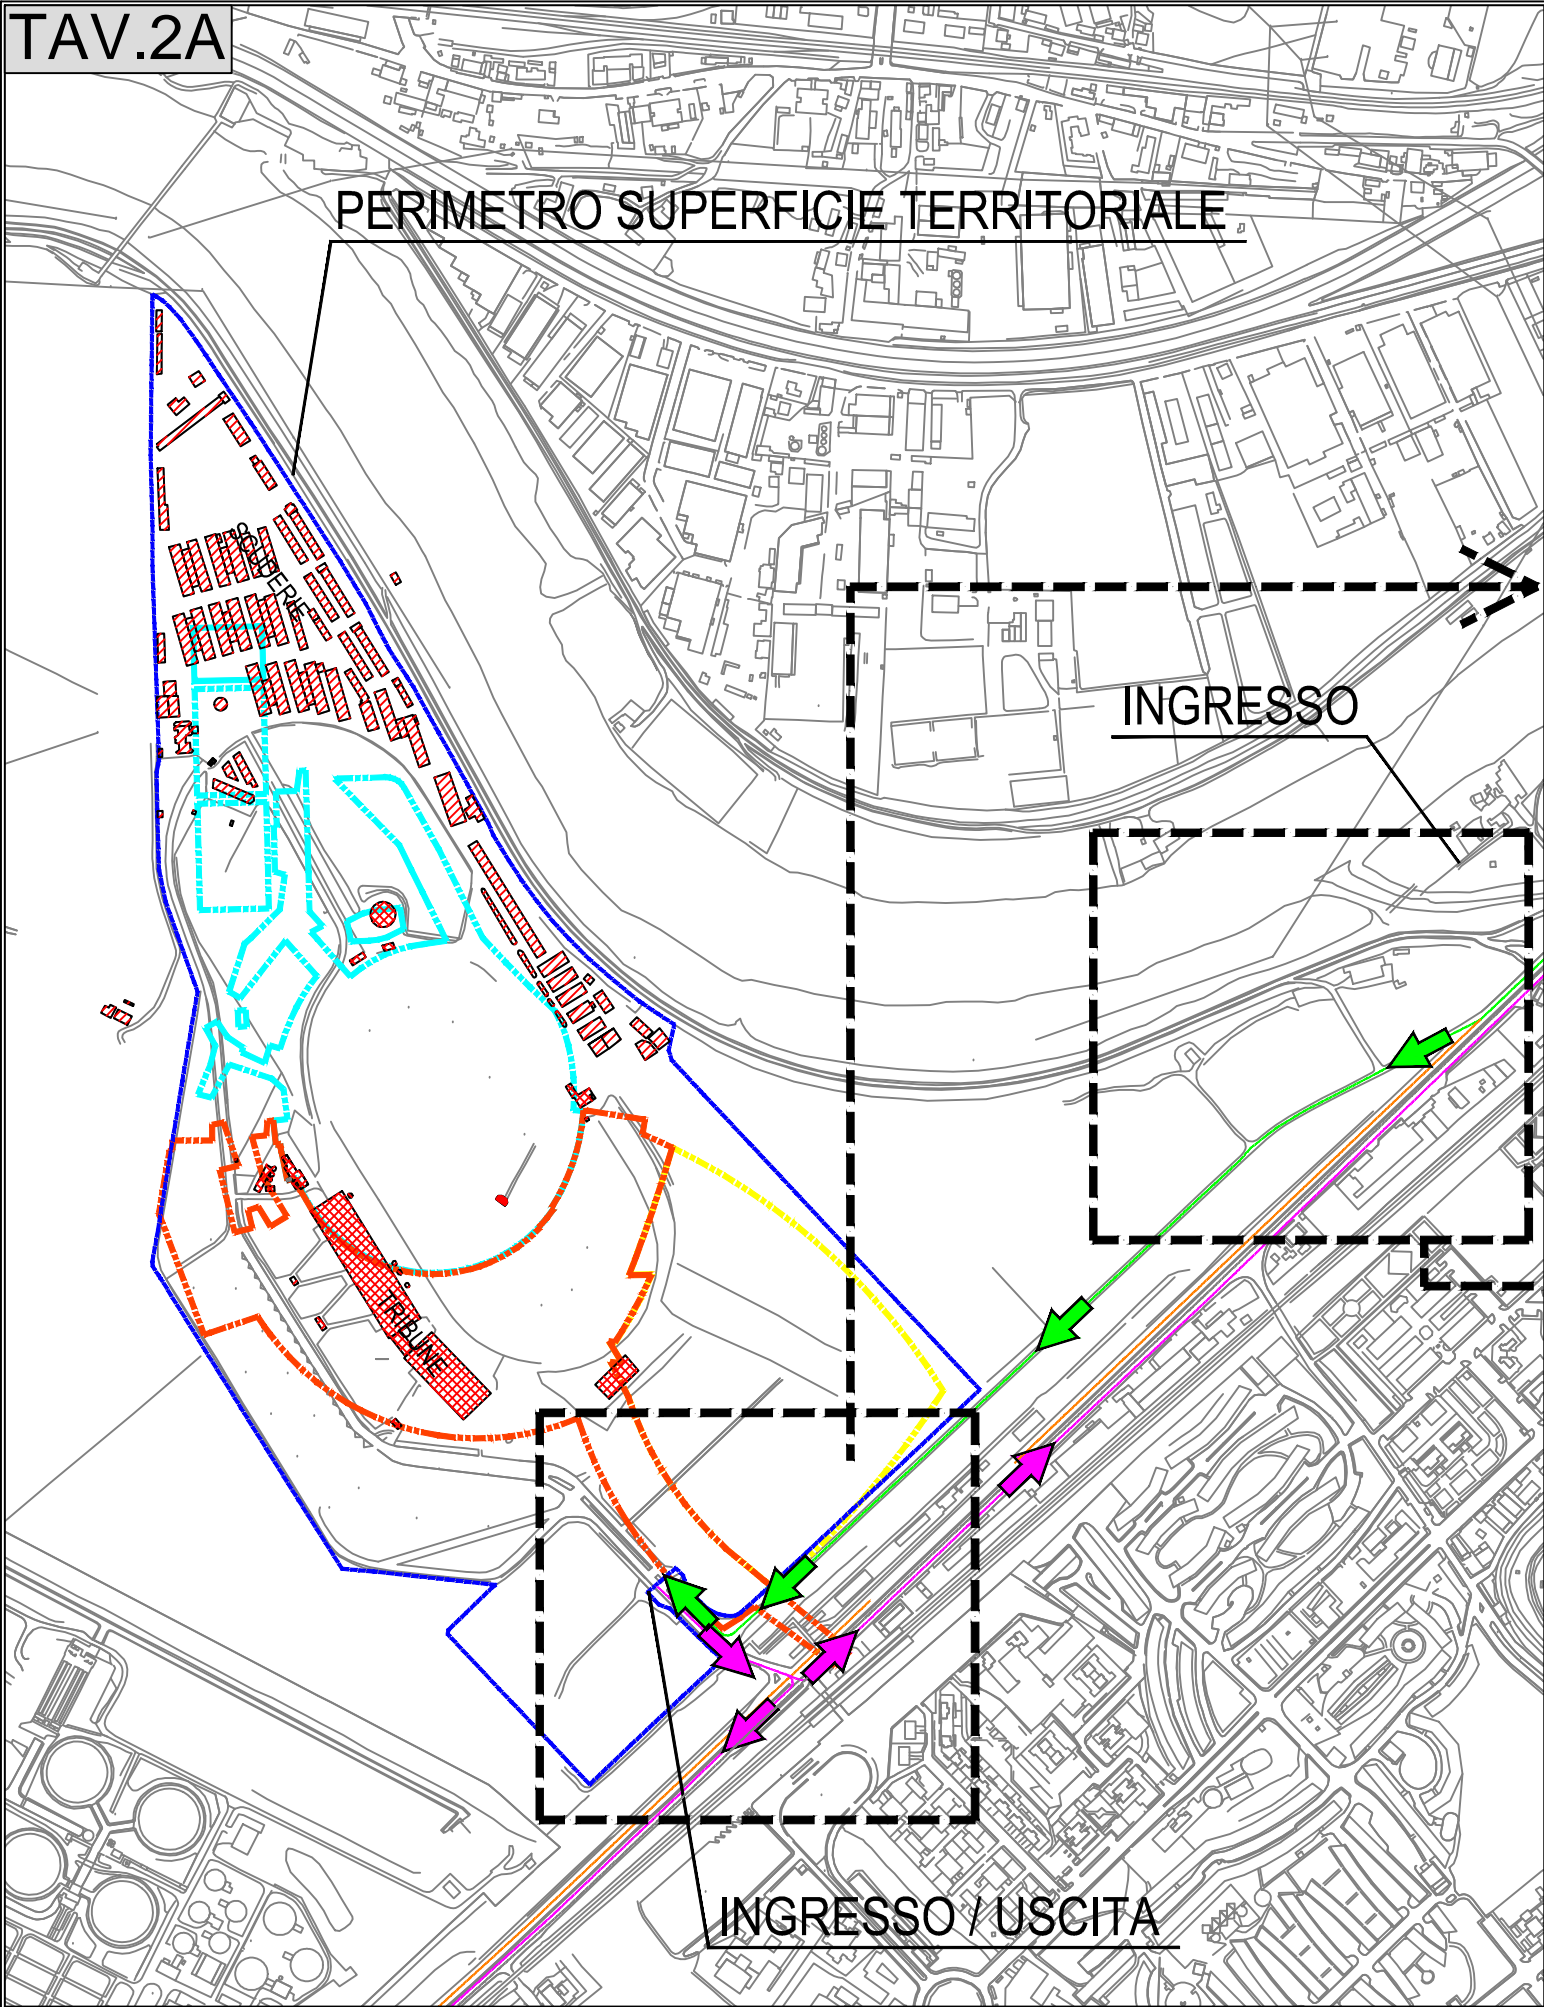 TAV.2A
PERIMETRO SUPERFICIE TERRITORIALE
SCUDERIE
INGRESSO
TRIBUNE
INGRESSO / USCITA